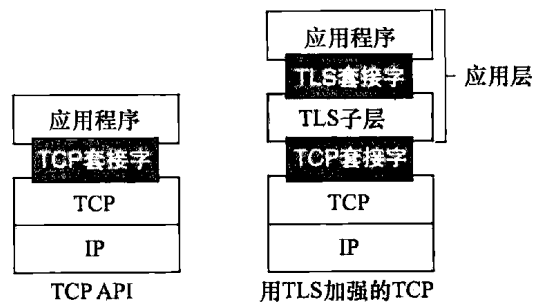 应用程序
TCP套接字
TCP
IP
TCP API
应用程序
TLS套接字
TLS子层
TCP套接字
TCP
IP
用TLS加强的TCP
应用层